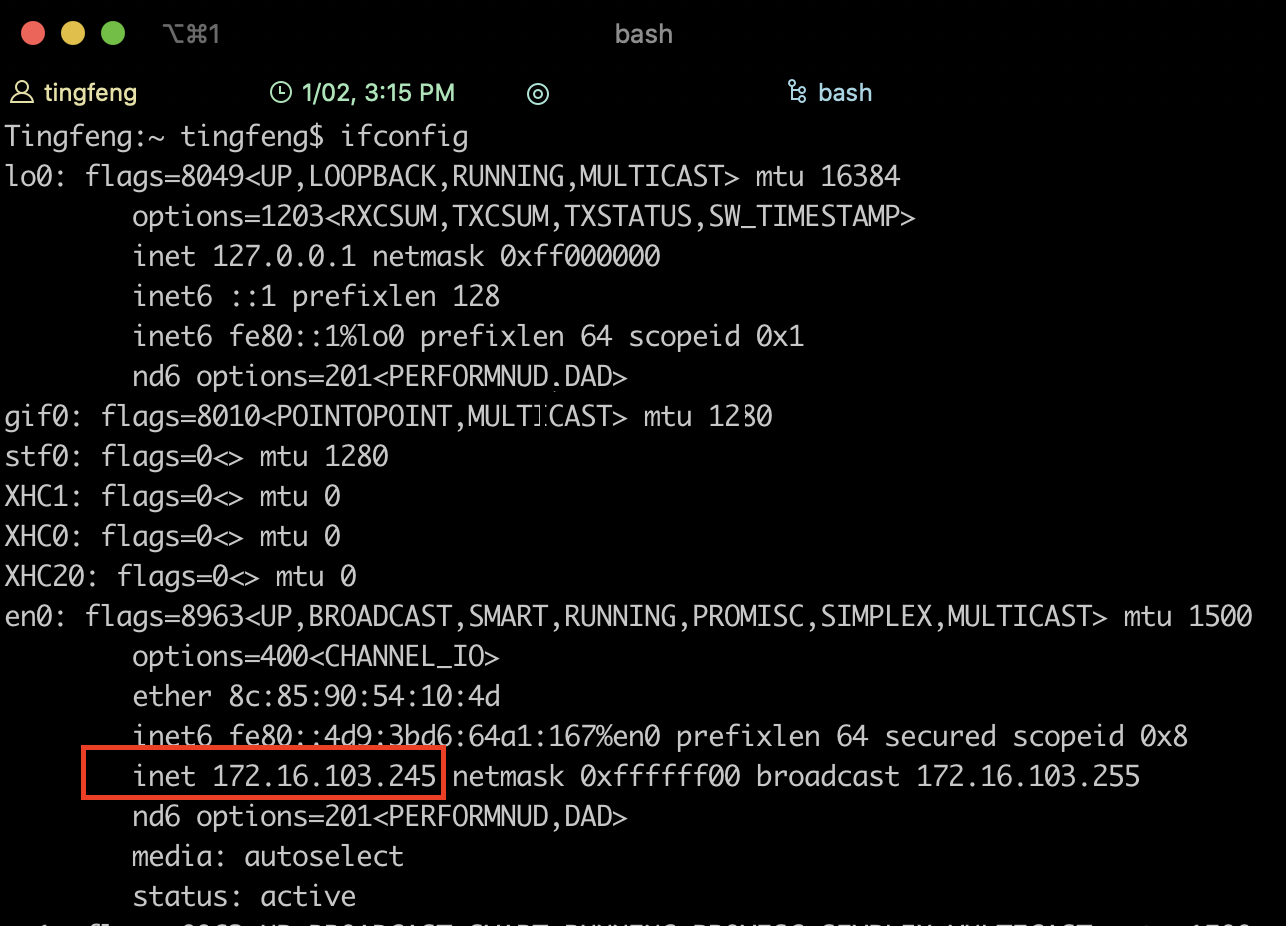 ⌥⌘1 bash
tingfeng 1/02, 3:15 PM bash
Tingfeng:~ tingfeng$ ifconfig
lo0: flags=8049<UP,LOOPBACK,RUNNING,MULTICAST> mtu 16384
options=1203<RXCSUM,TXCSUM,TXSTATUS,SW_TIMESTAMP>
inet 127.0.0.1 netmask 0xff000000
inet6 ::1 prefixlen 128
inet6 fe80::1%lo0 prefixlen 64 scopeid 0x1
nd6 options=201<PERFORMNUD,DAD>
gif0: flags=8010<POINTOPOINT,MULTICAST> mtu 1280
stf0: flags=0<> mtu 1280
XHC1: flags=0<> mtu 0
XHC0: flags=0<> mtu 0
XHC20: flags=0<> mtu 0
en0: flags=8963<UP,BROADCAST,SMART,RUNNING,PROMISC,SIMPLEX,MULTICAST> mtu 1500
options=400<CHANNEL_IO>
ether 8c:85:90:54:10:4d
inet6 fe80::4d9:3bd6:64a1:167%en0 prefixlen 64 secured scopeid 0x8
inet 172.16.103.245 netmask 0xffffff00 broadcast 172.16.103.255
nd6 options=201<PERFORMNUD,DAD>
media: autoselect
status: active